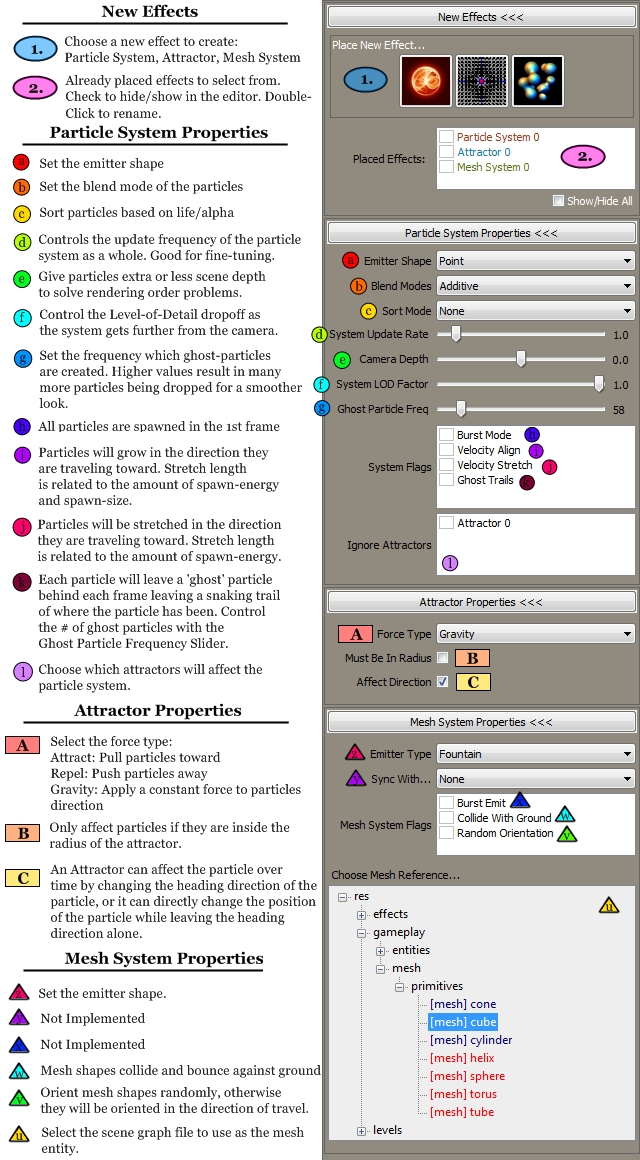 New Effects
1.
Choose a new effect to create:
Particle System, Attractor, Mesh System
2.
Already placed effects to select from.
Check to hide/show in the editor. Double-
Click to rename.
Particle System Properties
a
Set the emitter shape
b
Set the blend mode of the particles
c
Sort particles based on life/alpha
d
Controls the update frequency of the particle
system as a whole. Good for fine-tuning.
e
Give particles extra or less scene depth
to solve rendering order problems.
f
Control the Level-of-Detail dropoff as
the system gets further from the camera.
g
Set the frequency which ghost-particles
are created. Higher values result in many
more particles being dropped for a smoother
look.
h
All particles are spawned in the 1st frame
i
Particles will grow in the direction they
are traveling toward. Stretch length
is related to the amount of spawn-energy
and spawn-size.
j
Particles will be stretched in the direction
they are traveling toward. Stretch length
is related to the amount of spawn-energy.
k
Each particle will leave a 'ghost' particle
behind each frame leaving a snaking trail
of where the particle has been. Control
the # of ghost particles with the
Ghost Particle Frequency Slider.
l
Choose which attractors will affect the
particle system.
Attractor Properties
A
Select the force type:
Attract: Pull particles toward
Repel: Push particles away
Gravity: Apply a constant force to particles
direction
B
Only affect particles if they are inside the
radius of the attractor.
C
An Attractor can affect the particle over
time by changing the heading direction of the
particle, or it can directly change the position
of the particle while leaving the heading
direction alone.
Mesh System Properties
z
Set the emitter shape.
y
Not Implemented
x
Not Implemented
w
Mesh shapes collide and bounce against ground
v
Orient mesh shapes randomly, otherwise
they will be oriented in the direction of travel.
u
Select the scene graph file to use as the mesh
entity.
New Effects <<<
Place New Effect...
1.
Placed Effects:
Particle System 0
Attractor 0
Mesh System 0
2.
Show/Hide All
Particle System Properties <<<
a Emitter Shape Point
b Blend Modes Additive
c Sort Mode None
d System Update Rate 1.0
e Camera Depth 0.0
f System LOD Factor 1.0
g Ghost Particle Freq 58
System Flags
Burst Mode h
Velocity Align i
Velocity Stretch j
Ghost Trails k
Ignore Attractors
Attractor 0
l
Attractor Properties <<<
A Force Type Gravity
Must Be In Radius B
Affect Direction C
Mesh System Properties <<<
z Emitter Type Fountain
y Sync With... None
Mesh System Flags
Burst Emit x
Collide With Ground w
Random Orientation v
Choose Mesh Reference...
res
u
effects
gameplay
entities
mesh
primitives
[mesh] cone
[mesh] cube
[mesh] cylinder
[mesh] helix
[mesh] sphere
[mesh] torus
[mesh] tube
levels